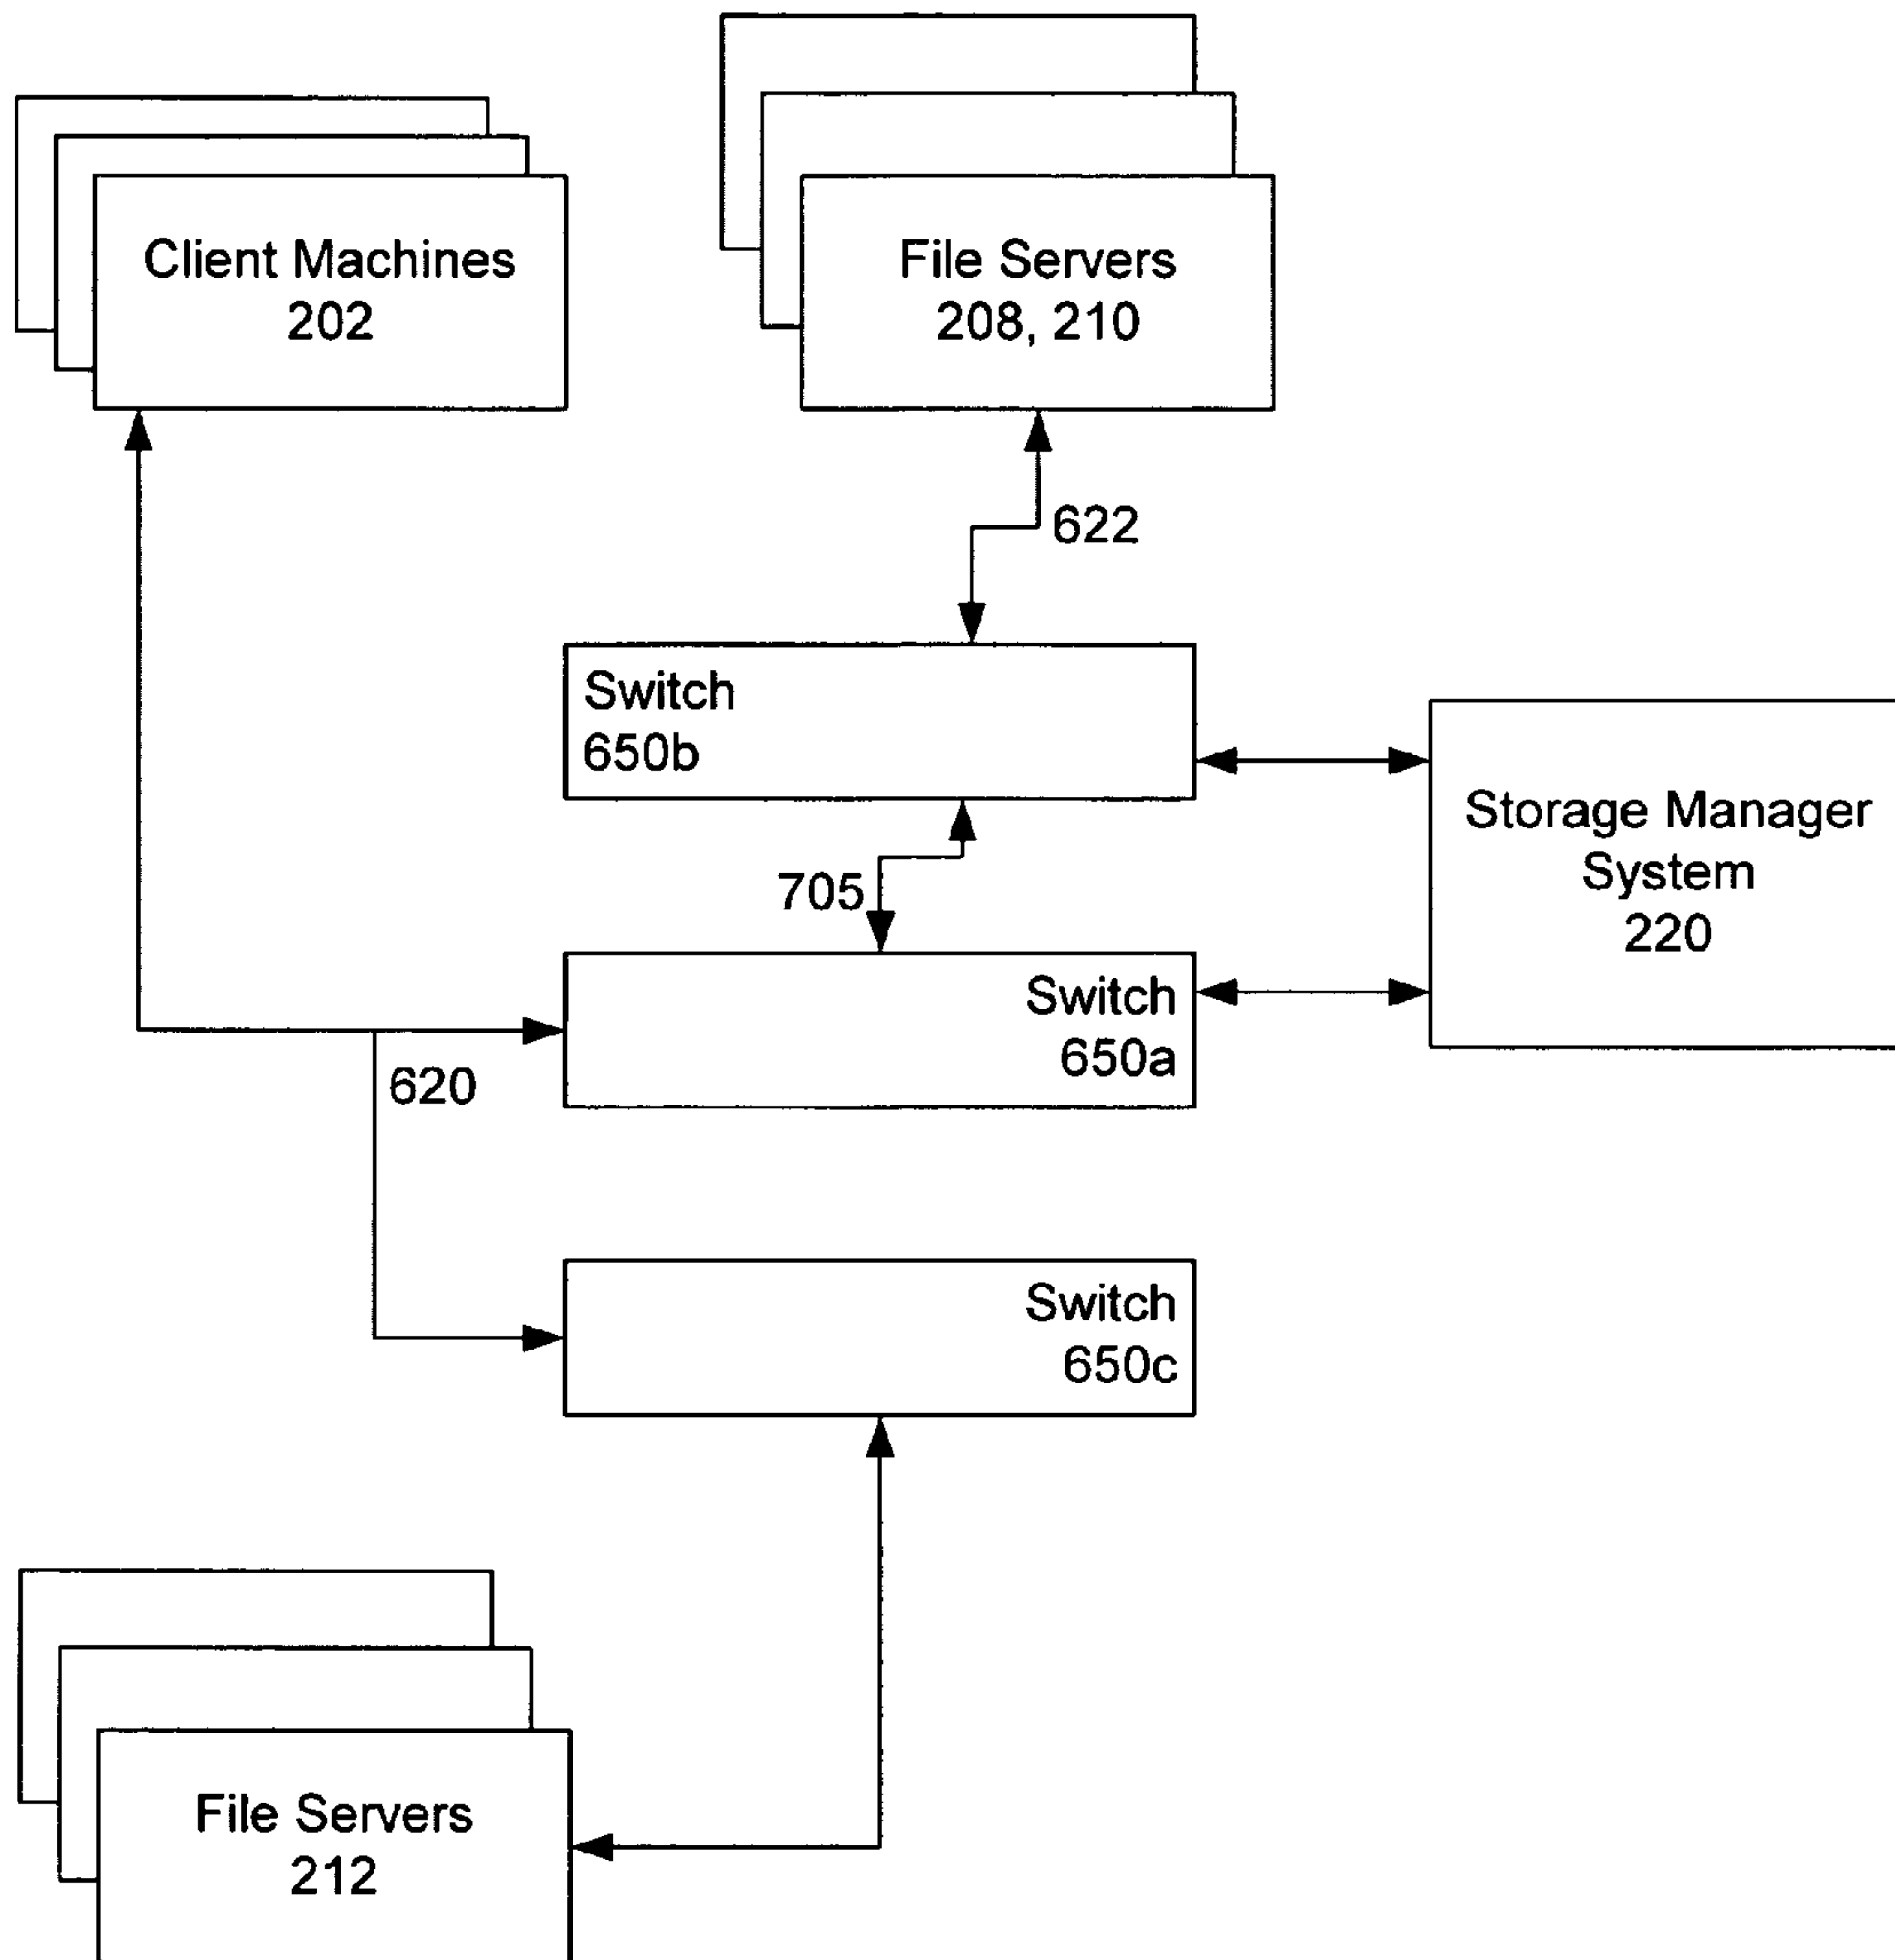 Client Machines
202
File Servers
208, 210
622
Switch
650b
Storage Manager
System
220
705
Switch
650a
620
Switch
650c
File Servers
212